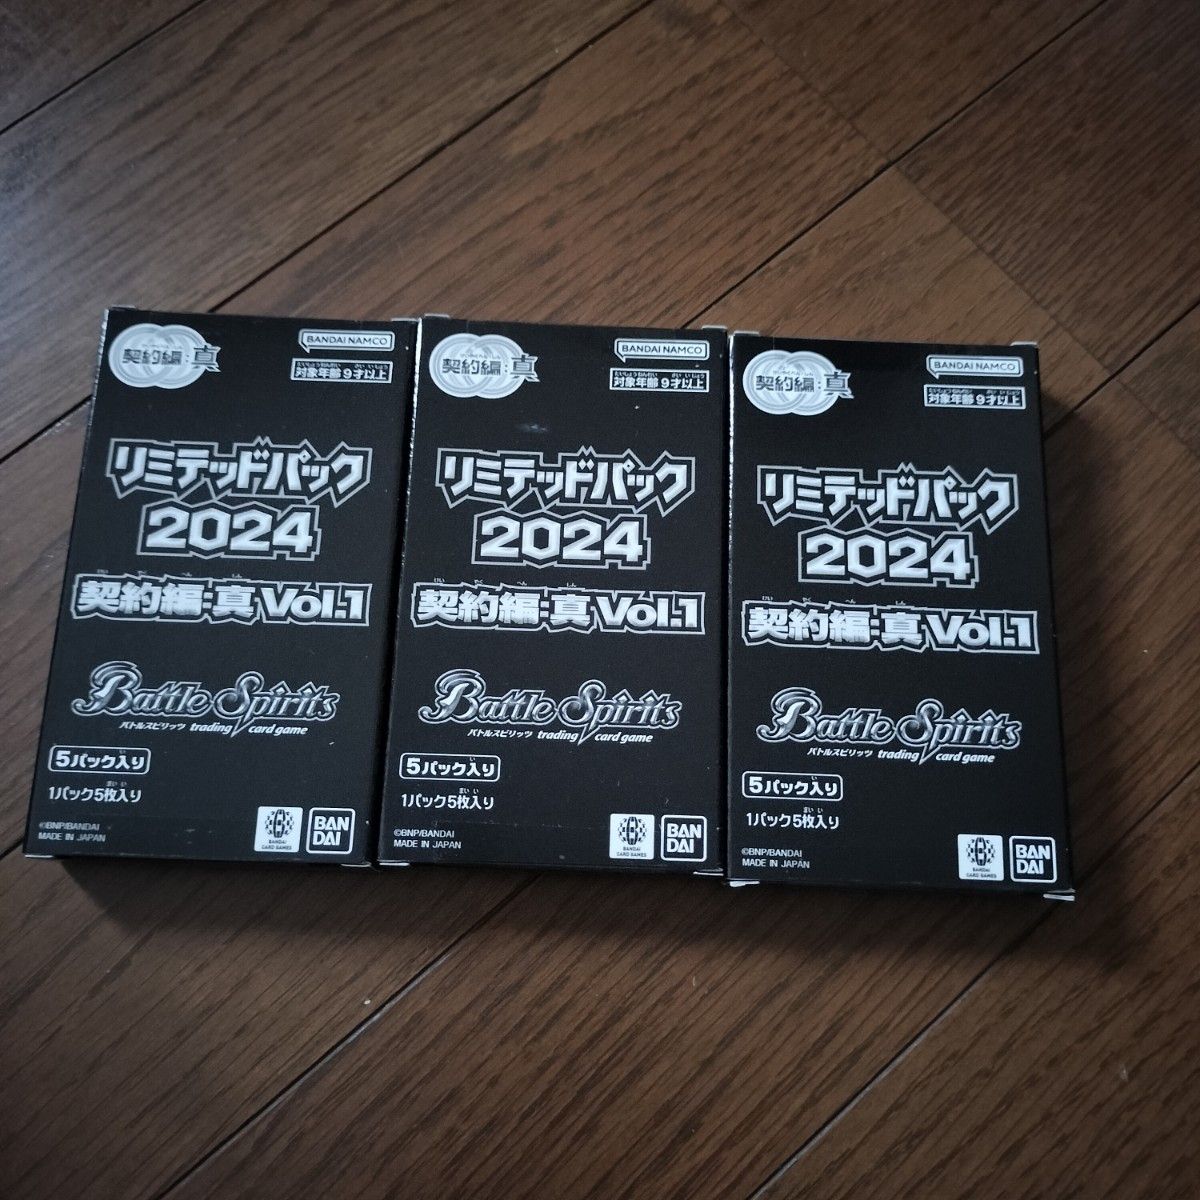 契約編:真
BANDAI NAMCO
対象年齢9才以上
リミテッドパック
2024
契約編:真 Vol.1
Battle Spirits
バトルスピリッツ trading card game
5パック入り
1パック5枚入り
©BNP/BANDAI
MADE IN JAPAN
BANDAI
CARD GAMES
BAN
DAI
契約編:真
BANDAI NAMCO
対象年齢9才以上
リミテッドパック
2024
契約編:真 Vol.1
Battle Spirits
バトルスピリッツ trading card game
5パック入り
1パック5枚入り
©BNP/BANDAI
MADE IN JAPAN
BANDAI
CARD GAMES
BAN
DAI
契約編:真
BANDAI NAMCO
対象年齢9才以上
リミテッドパック
2024
契約編:真 Vol.1
Battle Spirits
バトルスピリッツ trading card game
5パック入り
1パック5枚入り
©BNP/BANDAI
MADE IN JAPAN
BANDAI
CARD GAMES
BAN
DAI